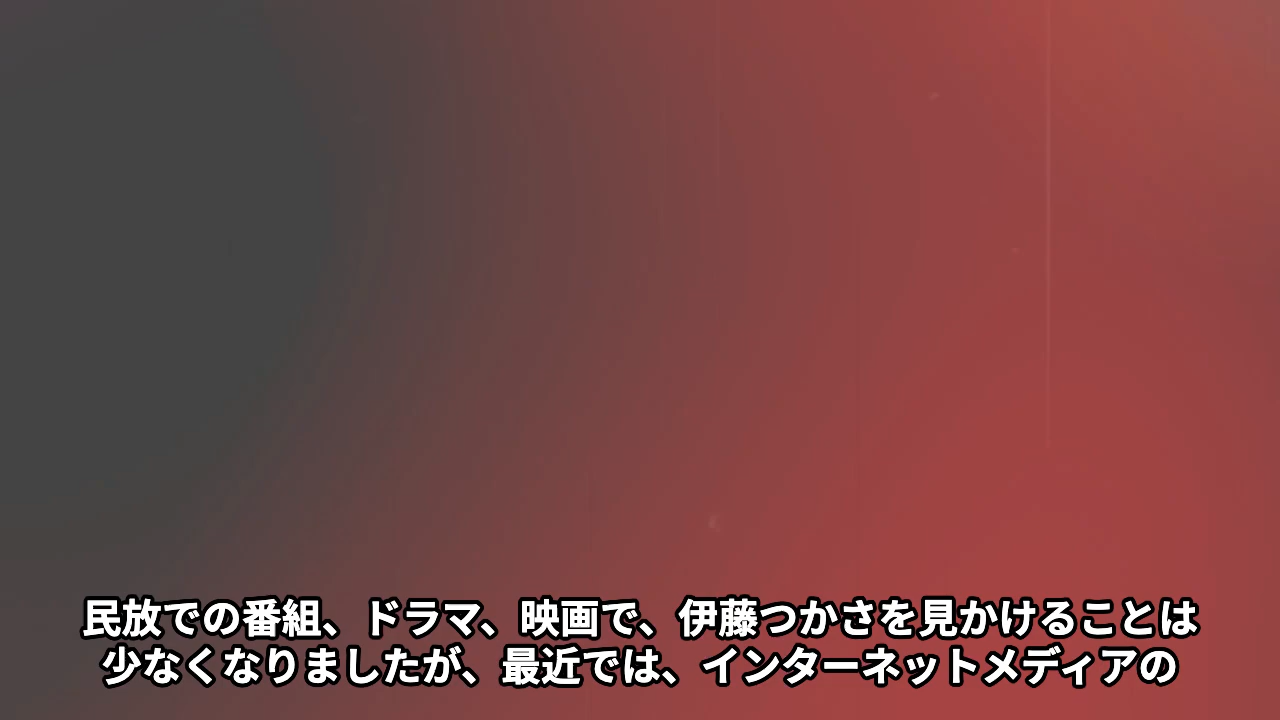 民放での番組、ドラマ、映画で、伊藤つかさを見かけることは
少なくなりましたが、最近では、インターネットメディアの